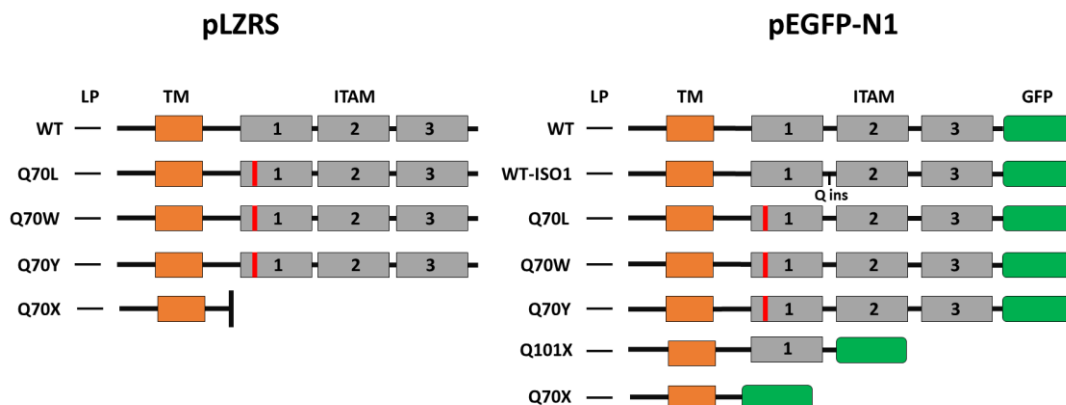 pLZRS
LP TM ITAM
WT 1 2 3
Q70L 1 2 3
Q70W 1 2 3
Q70Y 1 2 3
Q70X
pEGFP-N1
LP TM ITAM GFP
WT 1 2 3
WT-ISO1 1 2 3
Q ins
Q70L 1 2 3
Q70W 1 2 3
Q70Y 1 2 3
Q101X 1
Q70X